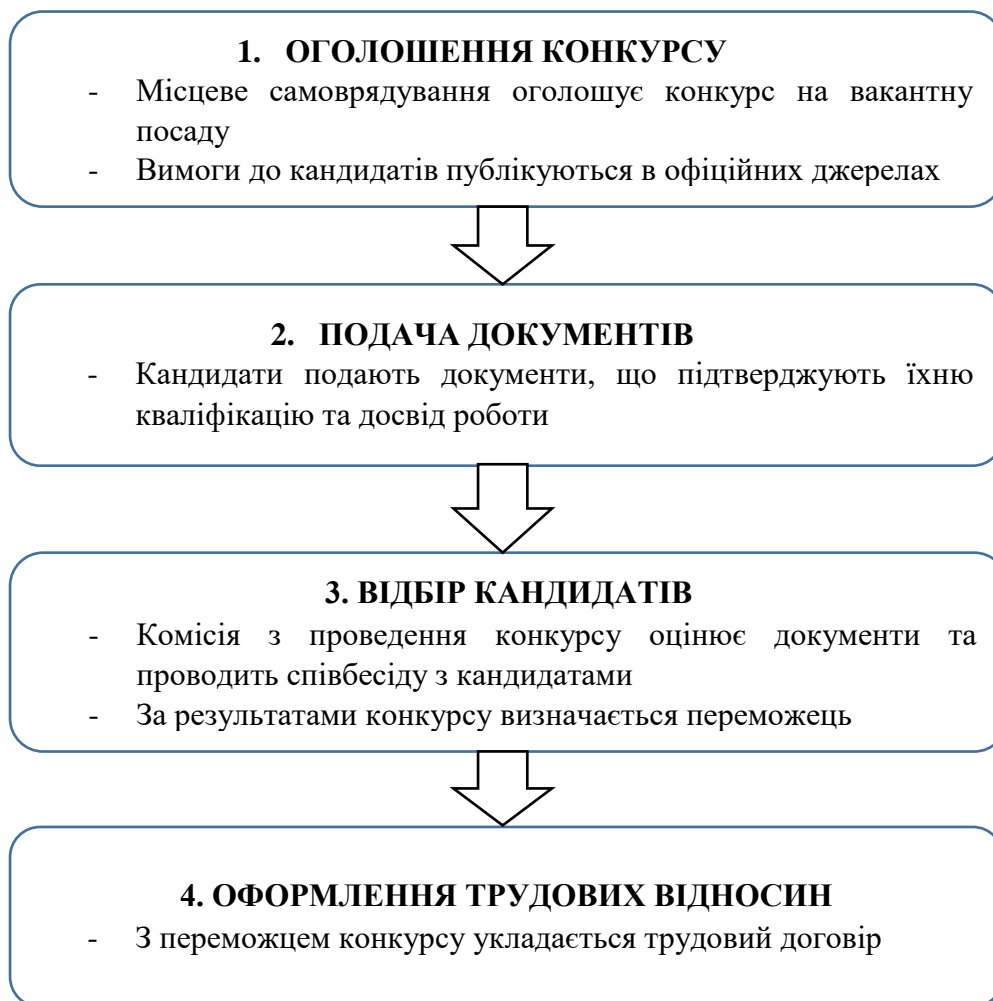 1. ОГОЛОШЕННЯ КОНКУРСУ
- Місцеве самоврядування оголошує конкурс на вакантну
посаду
- Вимоги до кандидатів публікуються в офіційних джерелах
2. ПОДАЧА ДОКУМЕНТІВ
- Кандидати подають документи, що підтверджують їхню
кваліфікацію та досвід роботи
3. ВІДБІР КАНДИДАТІВ
- Комісія з проведення конкурсу оцінює документи та
проводить співбесіду з кандидатами
- За результатами конкурсу визначається переможець
4. ОФОРМЛЕННЯ ТРУДОВИХ ВІДНОСИН
- З переможцем конкурсу укладається трудовий договір